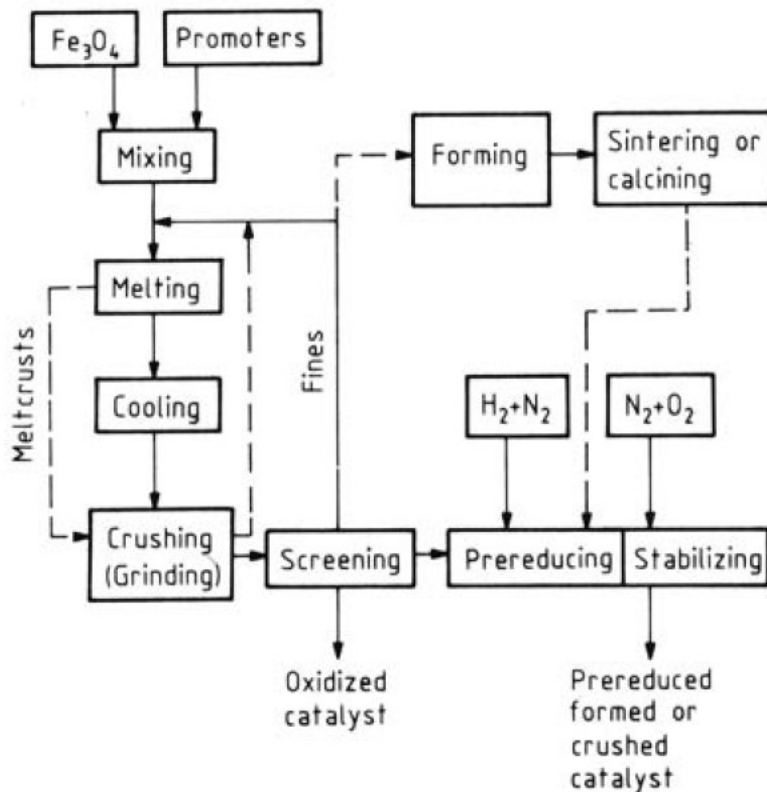 Fe₃O₄
Promoters
Mixing
Forming
Sintering or
calcining
Melting
Meltcrusts
Cooling
Fines
H₂+N₂
N₂+O₂
Crushing
(Grinding)
Screening
Prereducing
Stabilizing
Oxidized
catalyst
Prereduced
formed or
crushed
catalyst